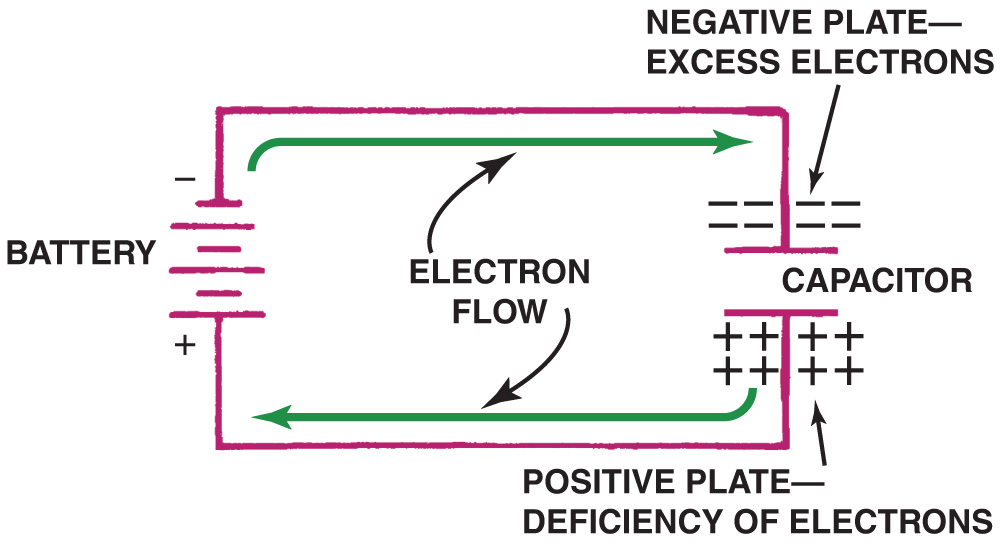 NEGATIVE PLATE—
EXCESS ELECTRONS
−
BATTERY
+
ELECTRON
FLOW
— — — —
— — — —
CAPACITOR
+ + + +
+ + + +
POSITIVE PLATE—
DEFICIENCY OF ELECTRONS